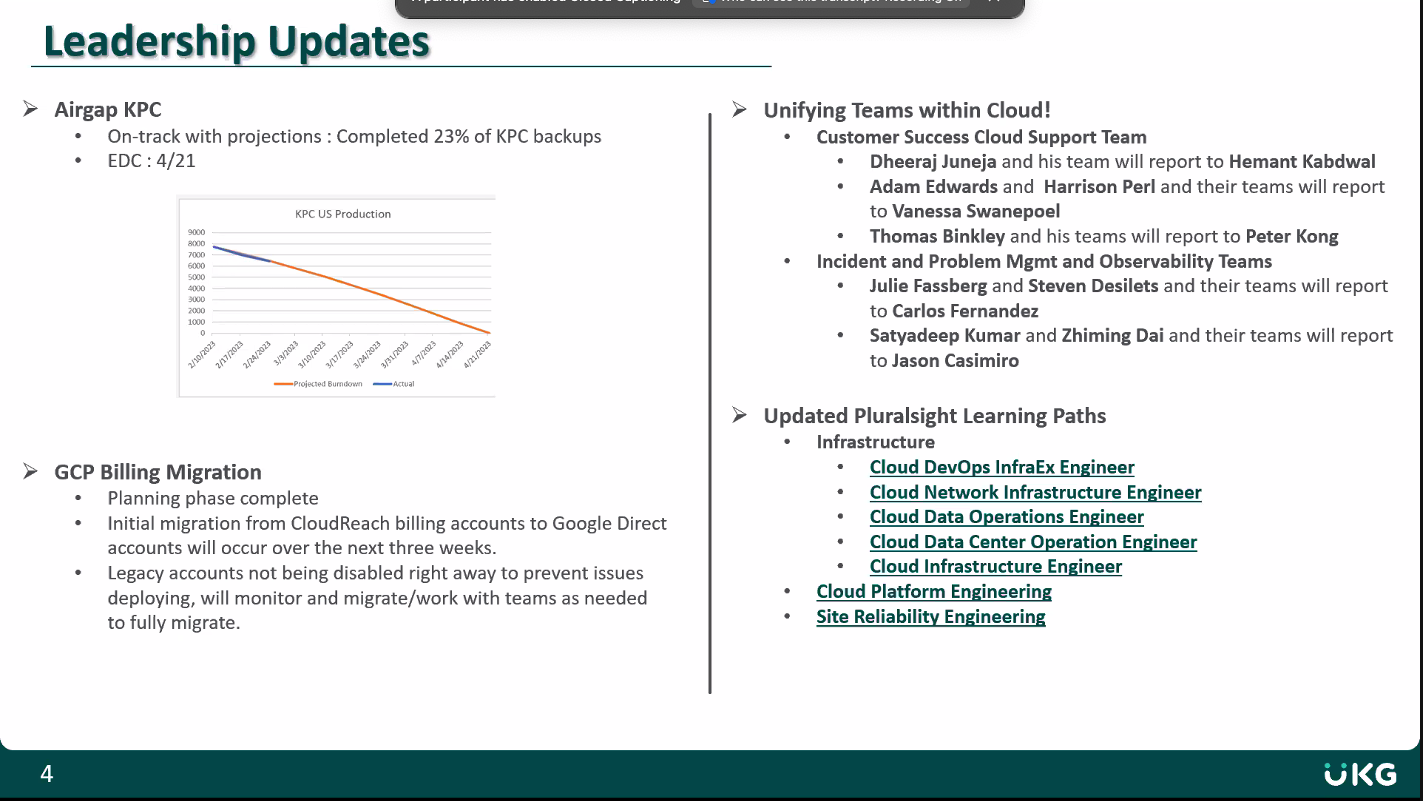 Leadership Updates
➢ Airgap KPC
• On-track with projections : Completed 23% of KPC backups
• EDC : 4/21
KPC US Production
9000
8000
7000
6000
5000
4000
3000
2000
1000
0
2/10/2023
2/17/2023
2/24/2023
3/3/2023
3/10/2023
3/17/2023
3/24/2023
3/31/2023
4/7/2023
4/14/2023
4/21/2023
Projected Burndown
Actual
➢ GCP Billing Migration
• Planning phase complete
• Initial migration from CloudReach billing accounts to Google Direct
accounts will occur over the next three weeks.
• Legacy accounts not being disabled right away to prevent issues
deploying, will monitor and migrate/work with teams as needed
to fully migrate.
➢ Unifying Teams within Cloud!
• Customer Success Cloud Support Team
• Dheeraj Juneja and his team will report to Hemant Kabdwal
• Adam Edwards and Harrison Perl and their teams will report
to Vanessa Swanepoel
• Thomas Binkley and his teams will report to Peter Kong
• Incident and Problem Mgmt and Observability Teams
• Julie Fassberg and Steven Desilets and their teams will report
to Carlos Fernandez
• Satyadeep Kumar and Zhiming Dai and their teams will report
to Jason Casimiro
➢ Updated Pluralsight Learning Paths
• Infrastructure
• Cloud DevOps InfraEx Engineer
• Cloud Network Infrastructure Engineer
• Cloud Data Operations Engineer
• Cloud Data Center Operation Engineer
• Cloud Infrastructure Engineer
• Cloud Platform Engineering
• Site Reliability Engineering
4
UKG